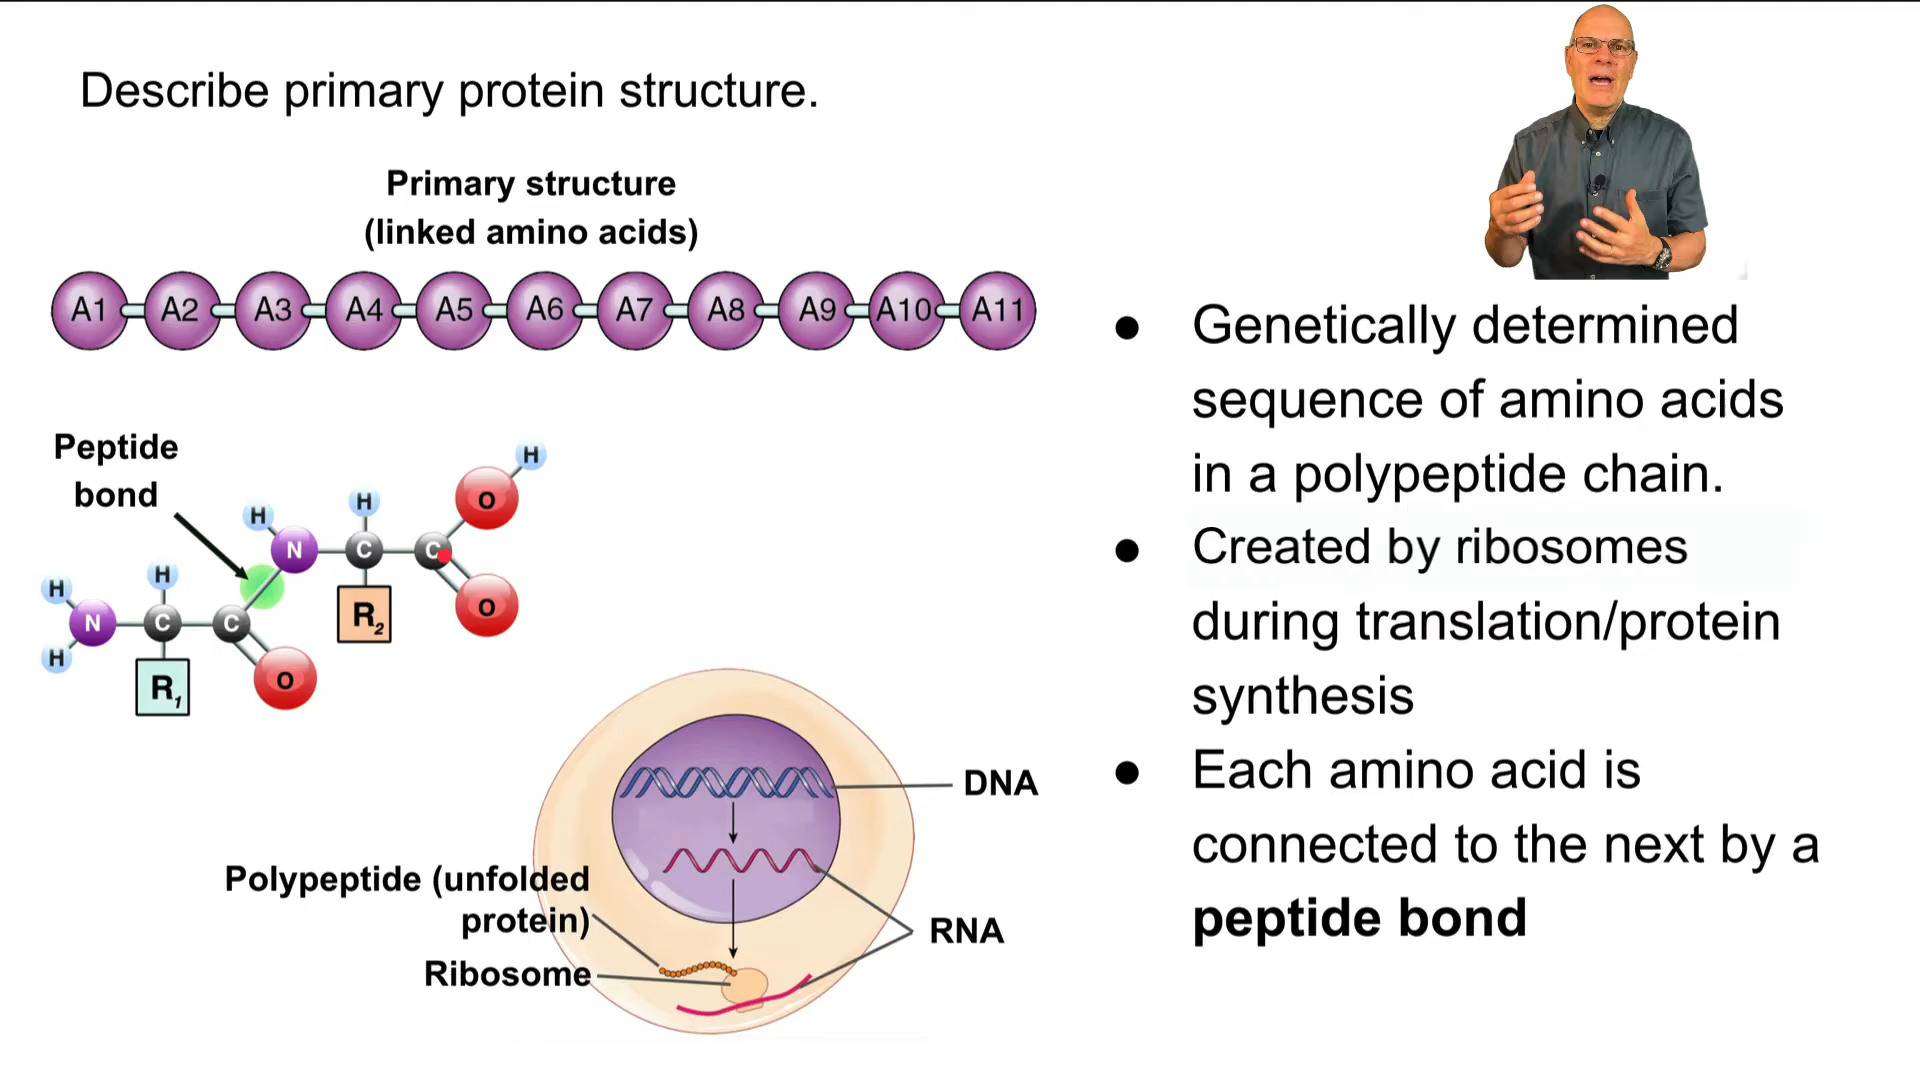 Describe primary protein structure.
Primary structure
(linked amino acids)
A1 A2 A3 A4 A5 A6 A7 A8 A9 A10 A11
Peptide
bond
H
O
H
H
N
C
C
H
H
N
C
C
O
R2
O
H
R1
DNA
Polypeptide (unfolded
protein)
RNA
Ribosome
● Genetically determined
sequence of amino acids
in a polypeptide chain.
● Created by ribosomes
during translation/protein
synthesis
● Each amino acid is
connected to the next by a
peptide bond